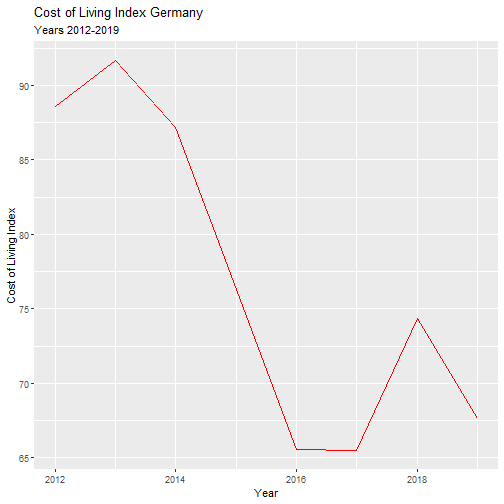 Cost of Living Index Germany
Years 2012-2019
90
85
80
75
70
65
Cost of Living Index
2012
2014
2016
2018
Year